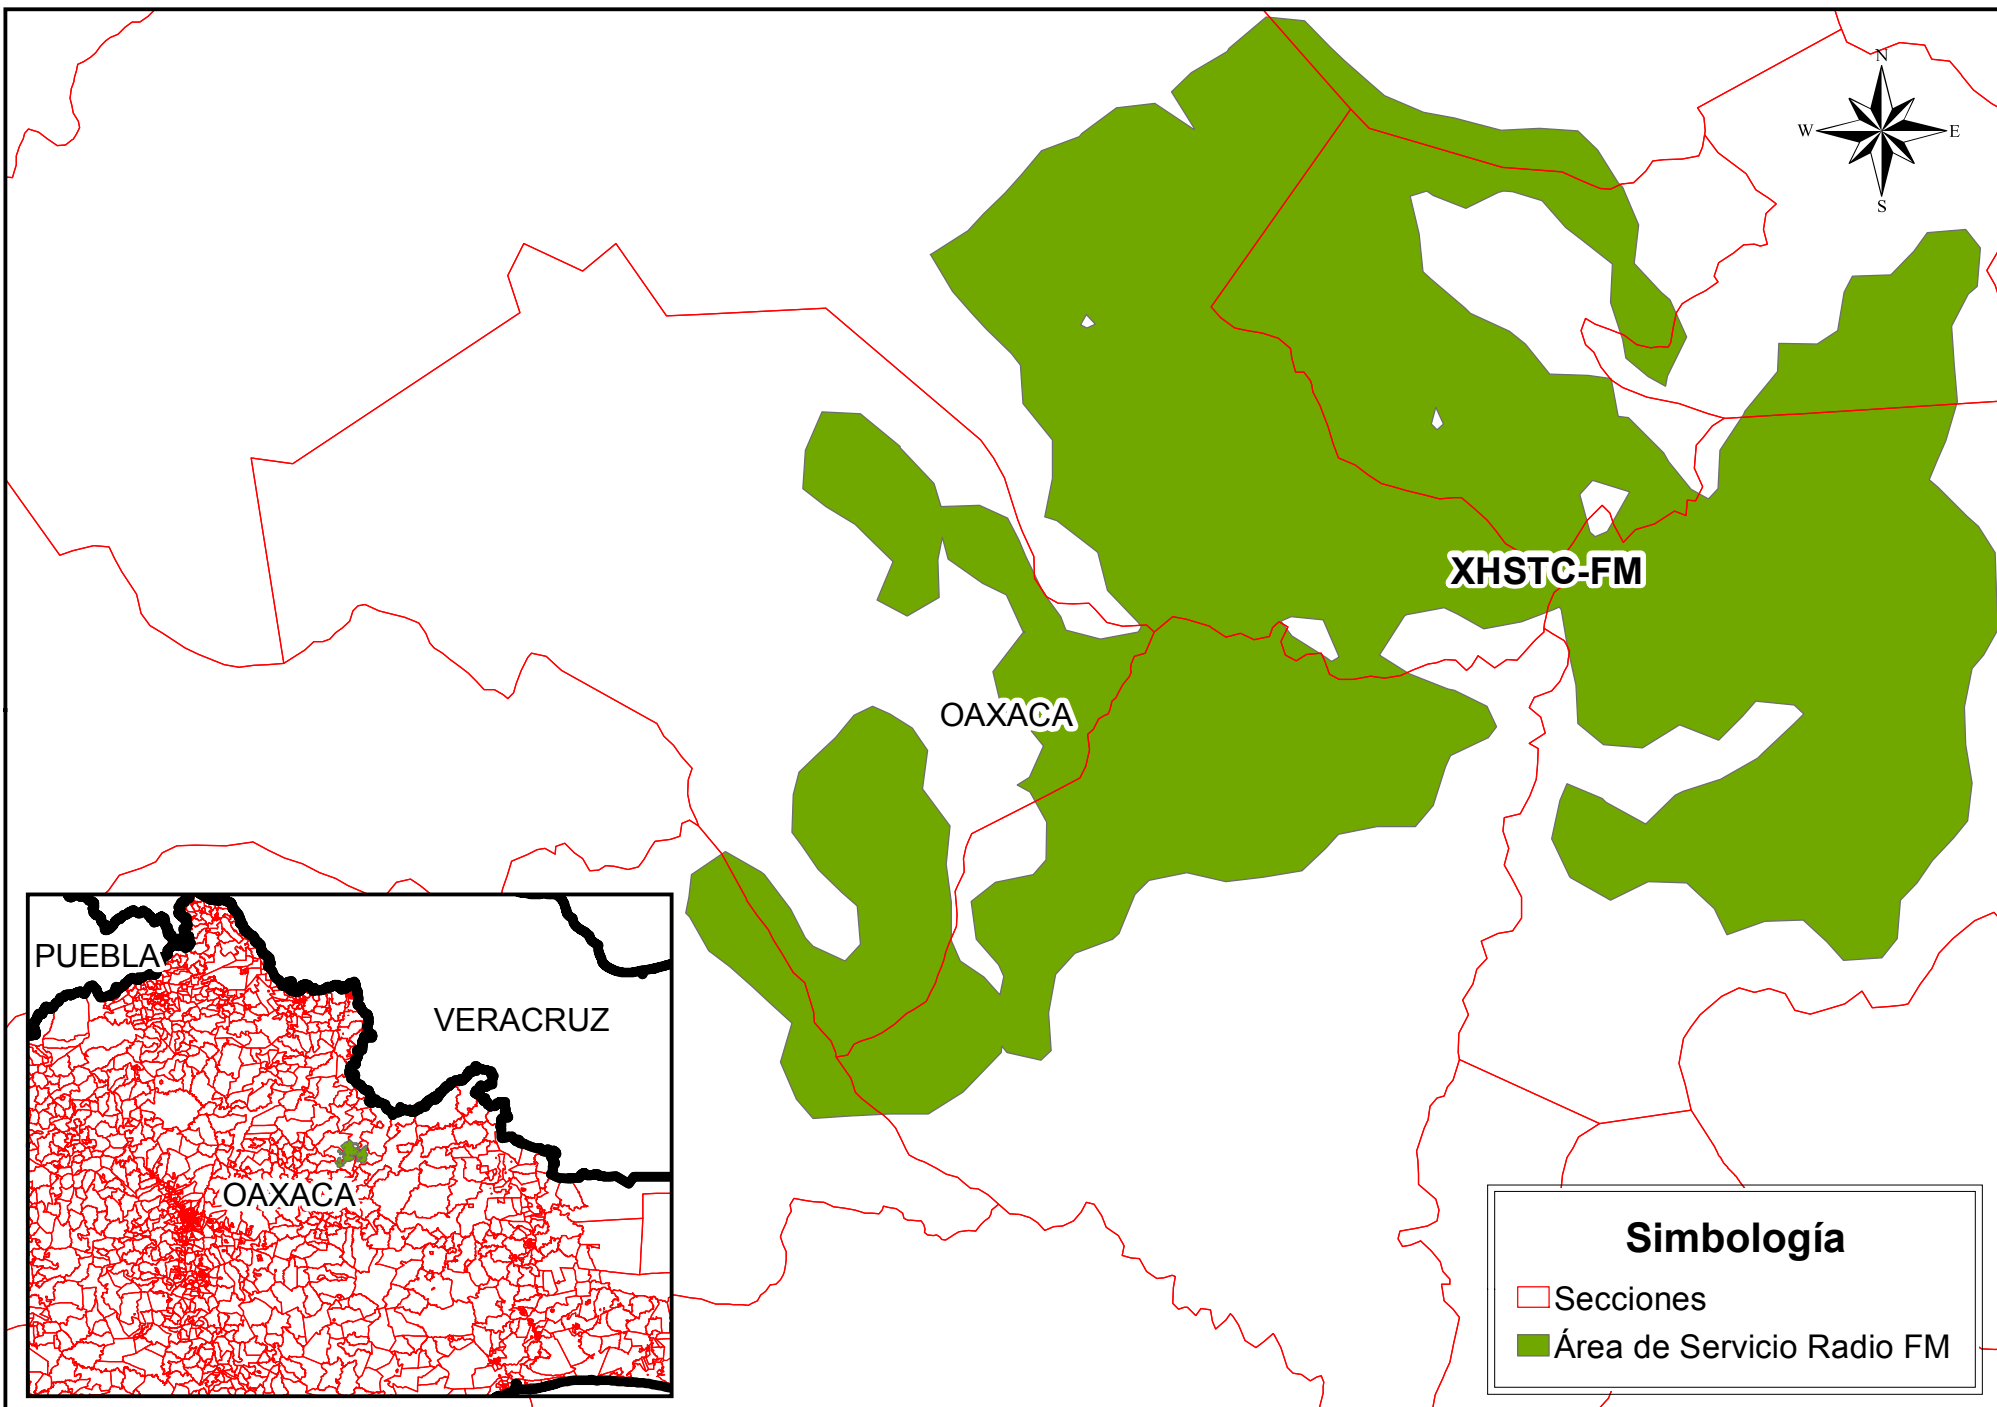 N
W E
S
XHSTC-FM
OAXACA
PUEBLA
VERACRUZ
OAXACA
Simbología
Secciones
Área de Servicio Radio FM